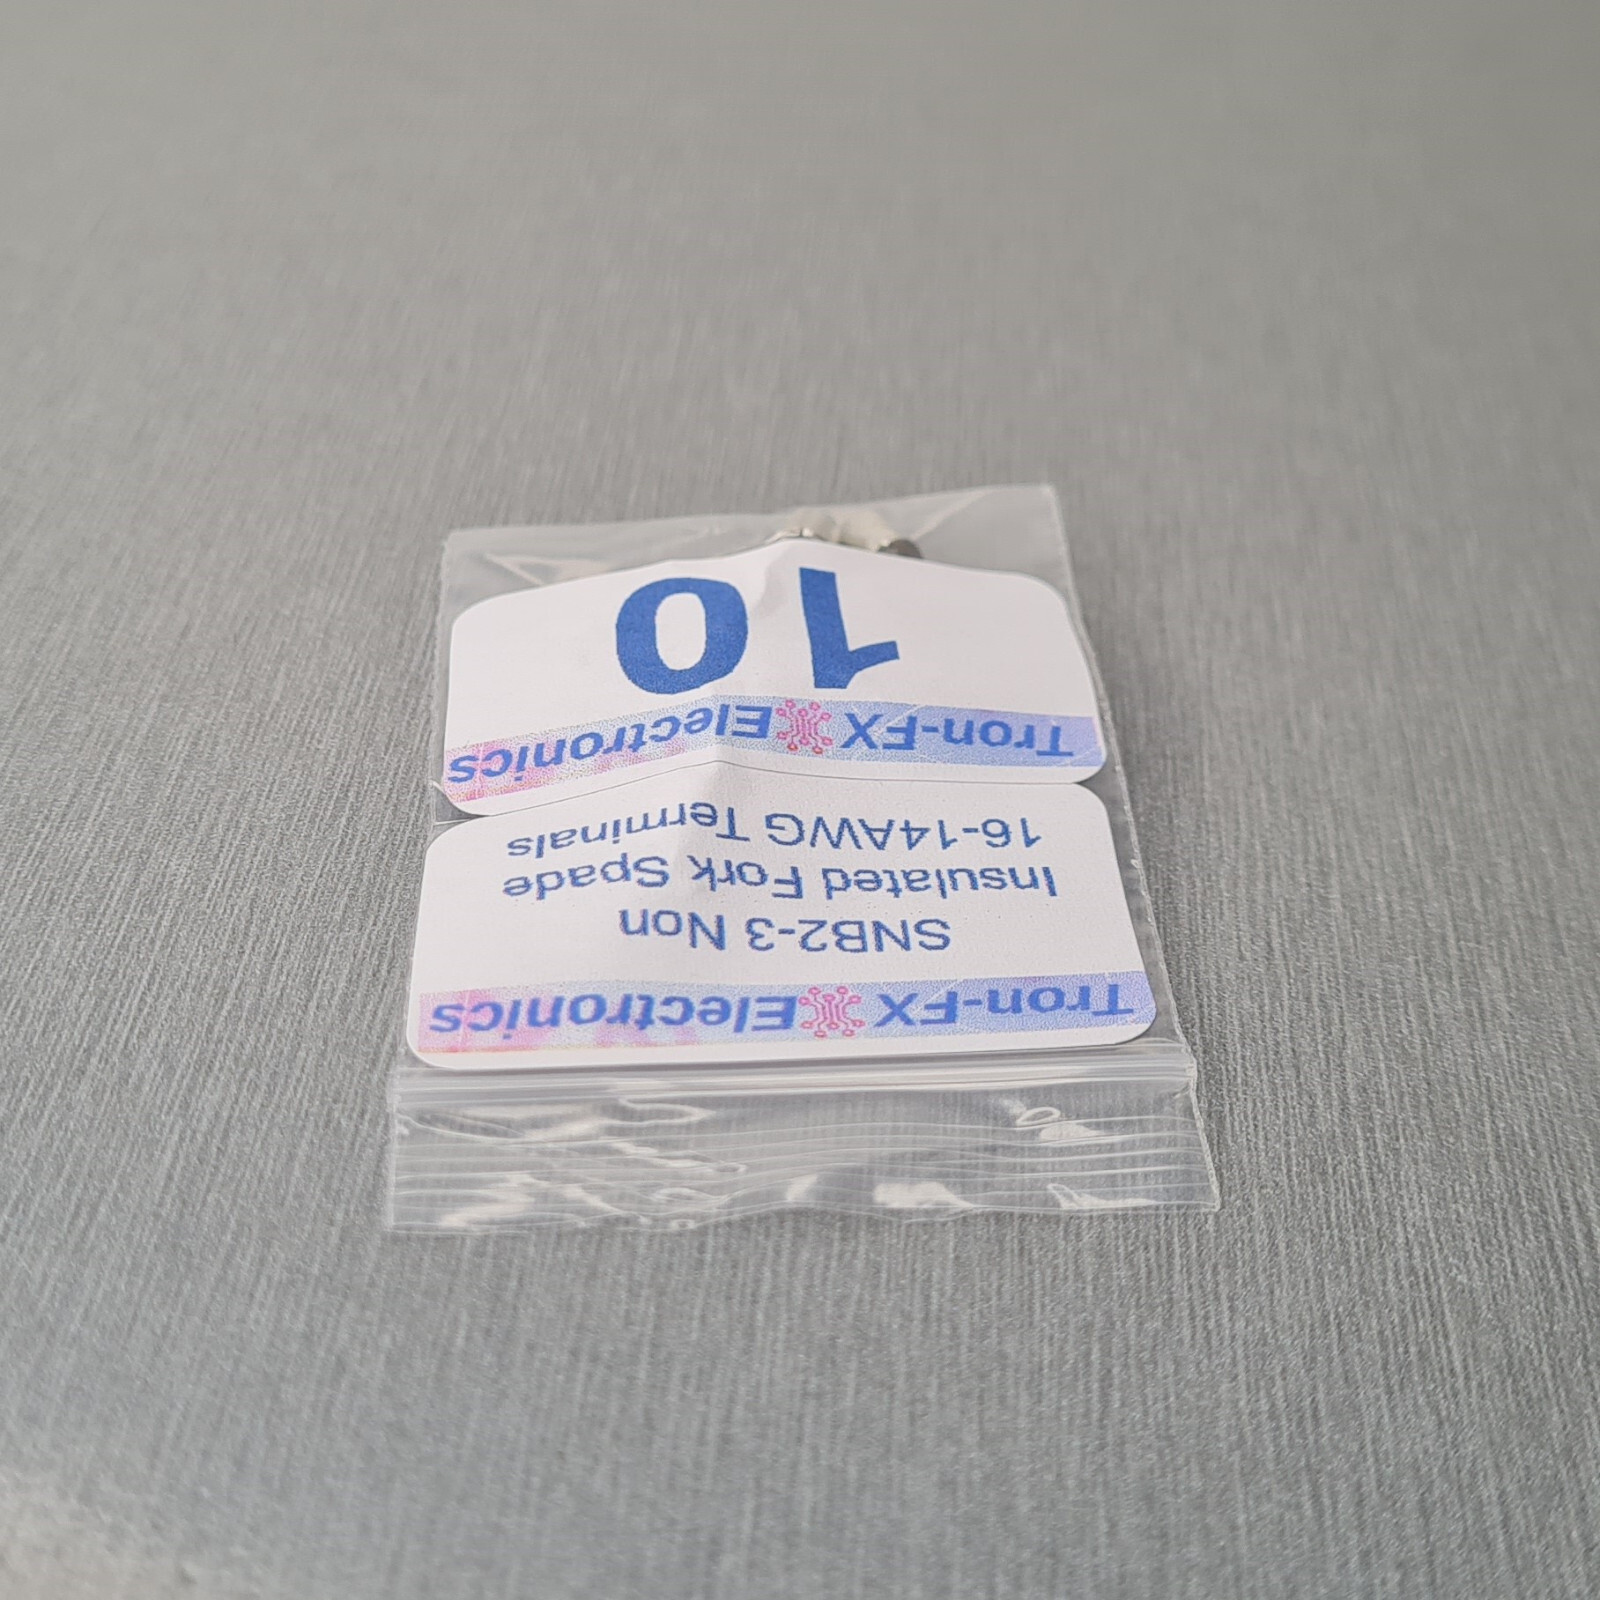 Tron-FX Electronics
SNB2-3 Non
Insulated Fork Spade
16-14AWG Terminals
Tron-FX Electronics
10